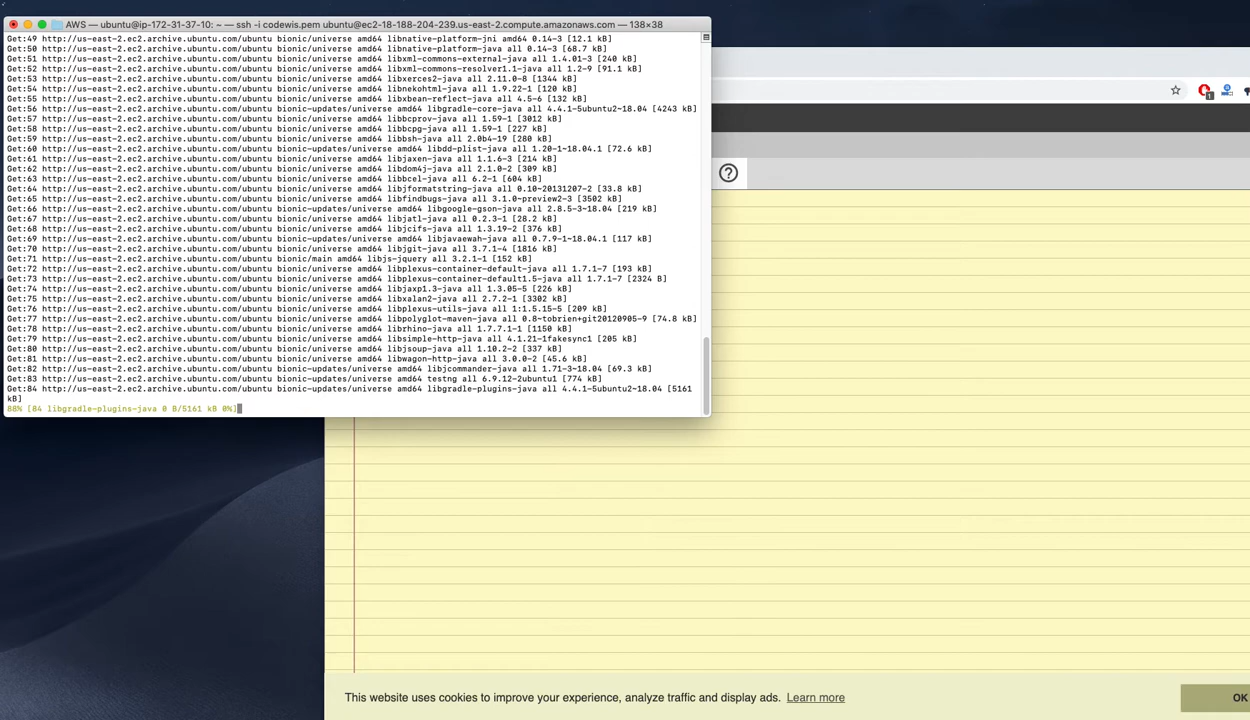 AWS — ubuntu@ip-172-31-37-10: ~ — ssh -i codewis.pem ubuntu@ec2-18-188-204-239.us-east-2.compute.amazonaws.com — 138×38
Get:49 http://us-east-2.ec2.archive.ubuntu.com/ubuntu bionic/universe amd64 libnative-platform-jni amd64 0.14-3 [12.1 kB]
Get:50 http://us-east-2.ec2.archive.ubuntu.com/ubuntu bionic/universe amd64 libnative-platform-java all 0.14-3 [68.7 kB]
Get:51 http://us-east-2.ec2.archive.ubuntu.com/ubuntu bionic/universe amd64 libxml-commons-external-java all 1.4.01-3 [240 kB]
Get:52 http://us-east-2.ec2.archive.ubuntu.com/ubuntu bionic/universe amd64 libxml-commons-resolver1.1-java all 1.2-9 [91.1 kB]
Get:53 http://us-east-2.ec2.archive.ubuntu.com/ubuntu bionic/universe amd64 libxerces2-java all 2.11.0-8 [1344 kB]
Get:54 http://us-east-2.ec2.archive.ubuntu.com/ubuntu bionic/universe amd64 libnekohtml-java all 1.9.22-1 [120 kB]
Get:55 http://us-east-2.ec2.archive.ubuntu.com/ubuntu bionic/universe amd64 libxbean-reflect-java all 4.5-6 [132 kB]
Get:56 http://us-east-2.ec2.archive.ubuntu.com/ubuntu bionic-updates/universe amd64 libgradle-core-java all 4.4.1-5ubuntu2~18.04 [4243 kB]
Get:57 http://us-east-2.ec2.archive.ubuntu.com/ubuntu bionic/universe amd64 libbcprov-java all 1.59-1 [3012 kB]
Get:58 http://us-east-2.ec2.archive.ubuntu.com/ubuntu bionic/universe amd64 libbcpg-java all 1.59-1 [227 kB]
Get:59 http://us-east-2.ec2.archive.ubuntu.com/ubuntu bionic/universe amd64 libbsh-java all 2.0b4-19 [280 kB]
Get:60 http://us-east-2.ec2.archive.ubuntu.com/ubuntu bionic-updates/universe amd64 libdd-plist-java all 1.20-1~18.04.1 [72.6 kB]
Get:61 http://us-east-2.ec2.archive.ubuntu.com/ubuntu bionic/universe amd64 libjaxen-java all 1.1.6-3 [214 kB]
Get:62 http://us-east-2.ec2.archive.ubuntu.com/ubuntu bionic/universe amd64 libdom4j-java all 2.1.0-2 [309 kB]
Get:63 http://us-east-2.ec2.archive.ubuntu.com/ubuntu bionic/universe amd64 libbcel-java all 6.2-1 [604 kB]
Get:64 http://us-east-2.ec2.archive.ubuntu.com/ubuntu bionic/universe amd64 libjformatstring-java all 0.10~20131207-2 [33.8 kB]
Get:65 http://us-east-2.ec2.archive.ubuntu.com/ubuntu bionic/universe amd64 libfindbugs-java all 3.1.0~preview2-3 [3502 kB]
Get:66 http://us-east-2.ec2.archive.ubuntu.com/ubuntu bionic-updates/universe amd64 libgoogle-gson-java all 2.8.5-3~18.04 [219 kB]
Get:67 http://us-east-2.ec2.archive.ubuntu.com/ubuntu bionic/universe amd64 libjatl-java all 0.2.3-1 [28.2 kB]
Get:68 http://us-east-2.ec2.archive.ubuntu.com/ubuntu bionic/universe amd64 libjcifs-java all 1.3.19-2 [376 kB]
Get:69 http://us-east-2.ec2.archive.ubuntu.com/ubuntu bionic-updates/universe amd64 libjavaewah-java all 0.7.9-1~18.04.1 [117 kB]
Get:70 http://us-east-2.ec2.archive.ubuntu.com/ubuntu bionic/universe amd64 libjgit-java all 3.7.1-4 [1816 kB]
Get:71 http://us-east-2.ec2.archive.ubuntu.com/ubuntu bionic/main amd64 libjs-jquery all 3.2.1-1 [152 kB]
Get:72 http://us-east-2.ec2.archive.ubuntu.com/ubuntu bionic/universe amd64 libplexus-container-default-java all 1.7.1-7 [193 kB]
Get:73 http://us-east-2.ec2.archive.ubuntu.com/ubuntu bionic/universe amd64 libplexus-container-default1.5-java all 1.7.1-7 [2324 B]
Get:74 http://us-east-2.ec2.archive.ubuntu.com/ubuntu bionic/universe amd64 libjaxp1.3-java all 1.3.05-5 [226 kB]
Get:75 http://us-east-2.ec2.archive.ubuntu.com/ubuntu bionic/universe amd64 libxalan2-java all 2.7.2-1 [3302 kB]
Get:76 http://us-east-2.ec2.archive.ubuntu.com/ubuntu bionic/universe amd64 libplexus-utils-java all 1:1.5.15-5 [209 kB]
Get:77 http://us-east-2.ec2.archive.ubuntu.com/ubuntu bionic/universe amd64 libpolyglot-maven-java all 0.8~tobrien+git20120905-9 [74.8 kB]
Get:78 http://us-east-2.ec2.archive.ubuntu.com/ubuntu bionic/universe amd64 librhino-java all 1.7.7.1-1 [1150 kB]
Get:79 http://us-east-2.ec2.archive.ubuntu.com/ubuntu bionic/universe amd64 libsimple-http-java all 4.1.21-1fakesync1 [205 kB]
Get:80 http://us-east-2.ec2.archive.ubuntu.com/ubuntu bionic/universe amd64 libjsoup-java all 1.10.2-2 [337 kB]
Get:81 http://us-east-2.ec2.archive.ubuntu.com/ubuntu bionic/universe amd64 libwagon-http-java all 3.0.0-2 [45.6 kB]
Get:82 http://us-east-2.ec2.archive.ubuntu.com/ubuntu bionic-updates/universe amd64 libjcommander-java all 1.71-3~18.04 [69.3 kB]
Get:83 http://us-east-2.ec2.archive.ubuntu.com/ubuntu bionic-updates/universe amd64 testng all 6.9.12-2ubuntu1 [774 kB]
Get:84 http://us-east-2.ec2.archive.ubuntu.com/ubuntu bionic-updates/universe amd64 libgradle-plugins-java all 4.4.1-5ubuntu2~18.04 [5161
kB]
88% [84 libgradle-plugins-java 0 B/5161 kB 0%]
1
This website uses cookies to improve your experience, analyze traffic and display ads. Learn more
OK